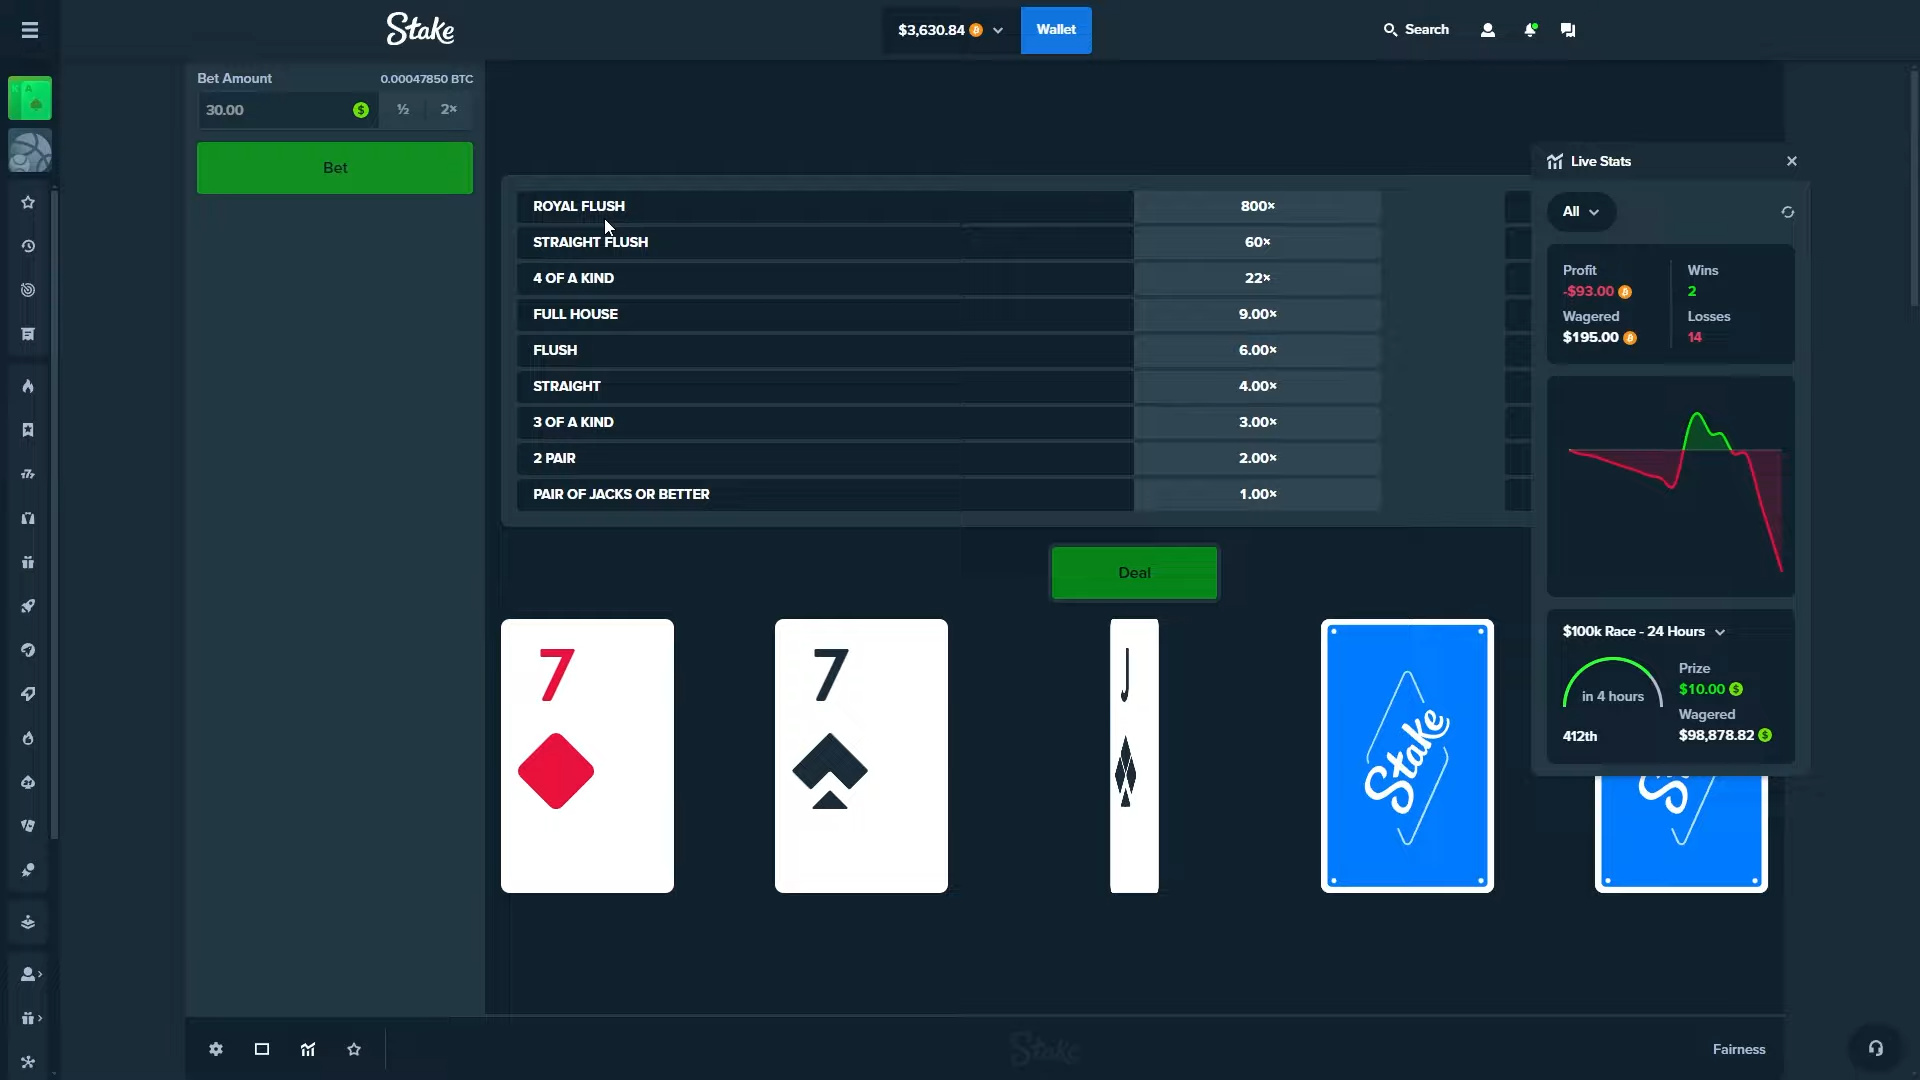 Stake
$3,630.84
Wallet
Search
Bet Amount
0.00047850 BTC
30.00
½
2×
Bet
Live Stats
All
ROYAL FLUSH
800×
STRAIGHT FLUSH
60×
4 OF A KIND
22×
FULL HOUSE
9.00×
FLUSH
6.00×
STRAIGHT
4.00×
3 OF A KIND
3.00×
2 PAIR
2.00×
PAIR OF JACKS OR BETTER
1.00×
Profit
Wins
-$93.00
2
Wagered
Losses
$195.00
14
Deal
$100k Race - 24 Hours
in 4 hours
Prize
$10.00
Wagered
412th
$98,878.82
7
7
J
Stake
Stake
Fairness